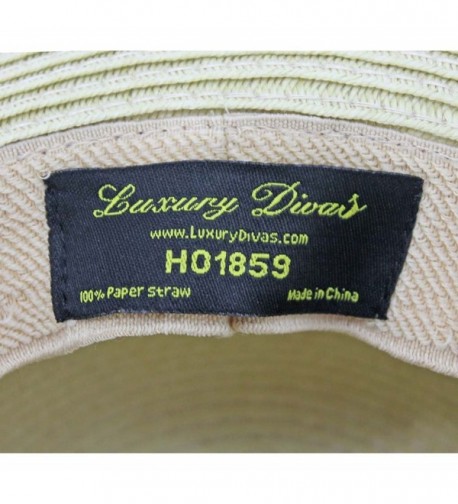 Luxury Divas
www.LuxuryDivas.com
H01859
100% Paper Straw
Made in China